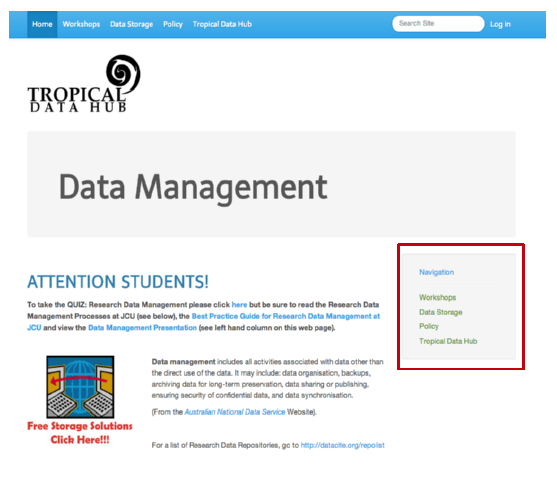 Home Workshops Data Storage Policy Tropical Data Hub Search Site Log in
TROPICAL
DATA HUB
Data Management
ATTENTION STUDENTS!
To take the QUIZ: Research Data Management please click here but be sure to read the Research Data
Management Processes at JCU (see below), the Best Practice Guide for Research Data Management at
JCU and view the Data Management Presentation (see left hand column on this web page).
Navigation
Workshops
Data Storage
Policy
Tropical Data Hub
Free Storage Solutions
Click Here!!!
Data management includes all activities associated with data other than
the direct use of the data. It may include: data organisation, backups,
archiving data for long-term preservation, data sharing or publishing,
ensuring security of confidential data, and data synchronisation.
(From the Australian National Data Service Website).
For a list of Research Data Repositories, go to http://datacite.org/repolist